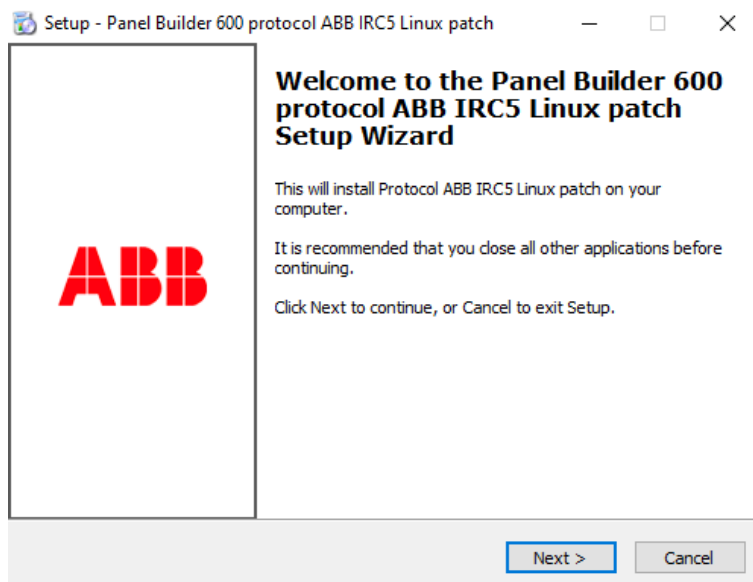 Setup - Panel Builder 600 protocol ABB IRC5 Linux patch
Welcome to the Panel Builder 600
protocol ABB IRC5 Linux patch
Setup Wizard
This will install Protocol ABB IRC5 Linux patch on your
computer.
It is recommended that you close all other applications before
continuing.
Click Next to continue, or Cancel to exit Setup.
ABB
Next >
Cancel